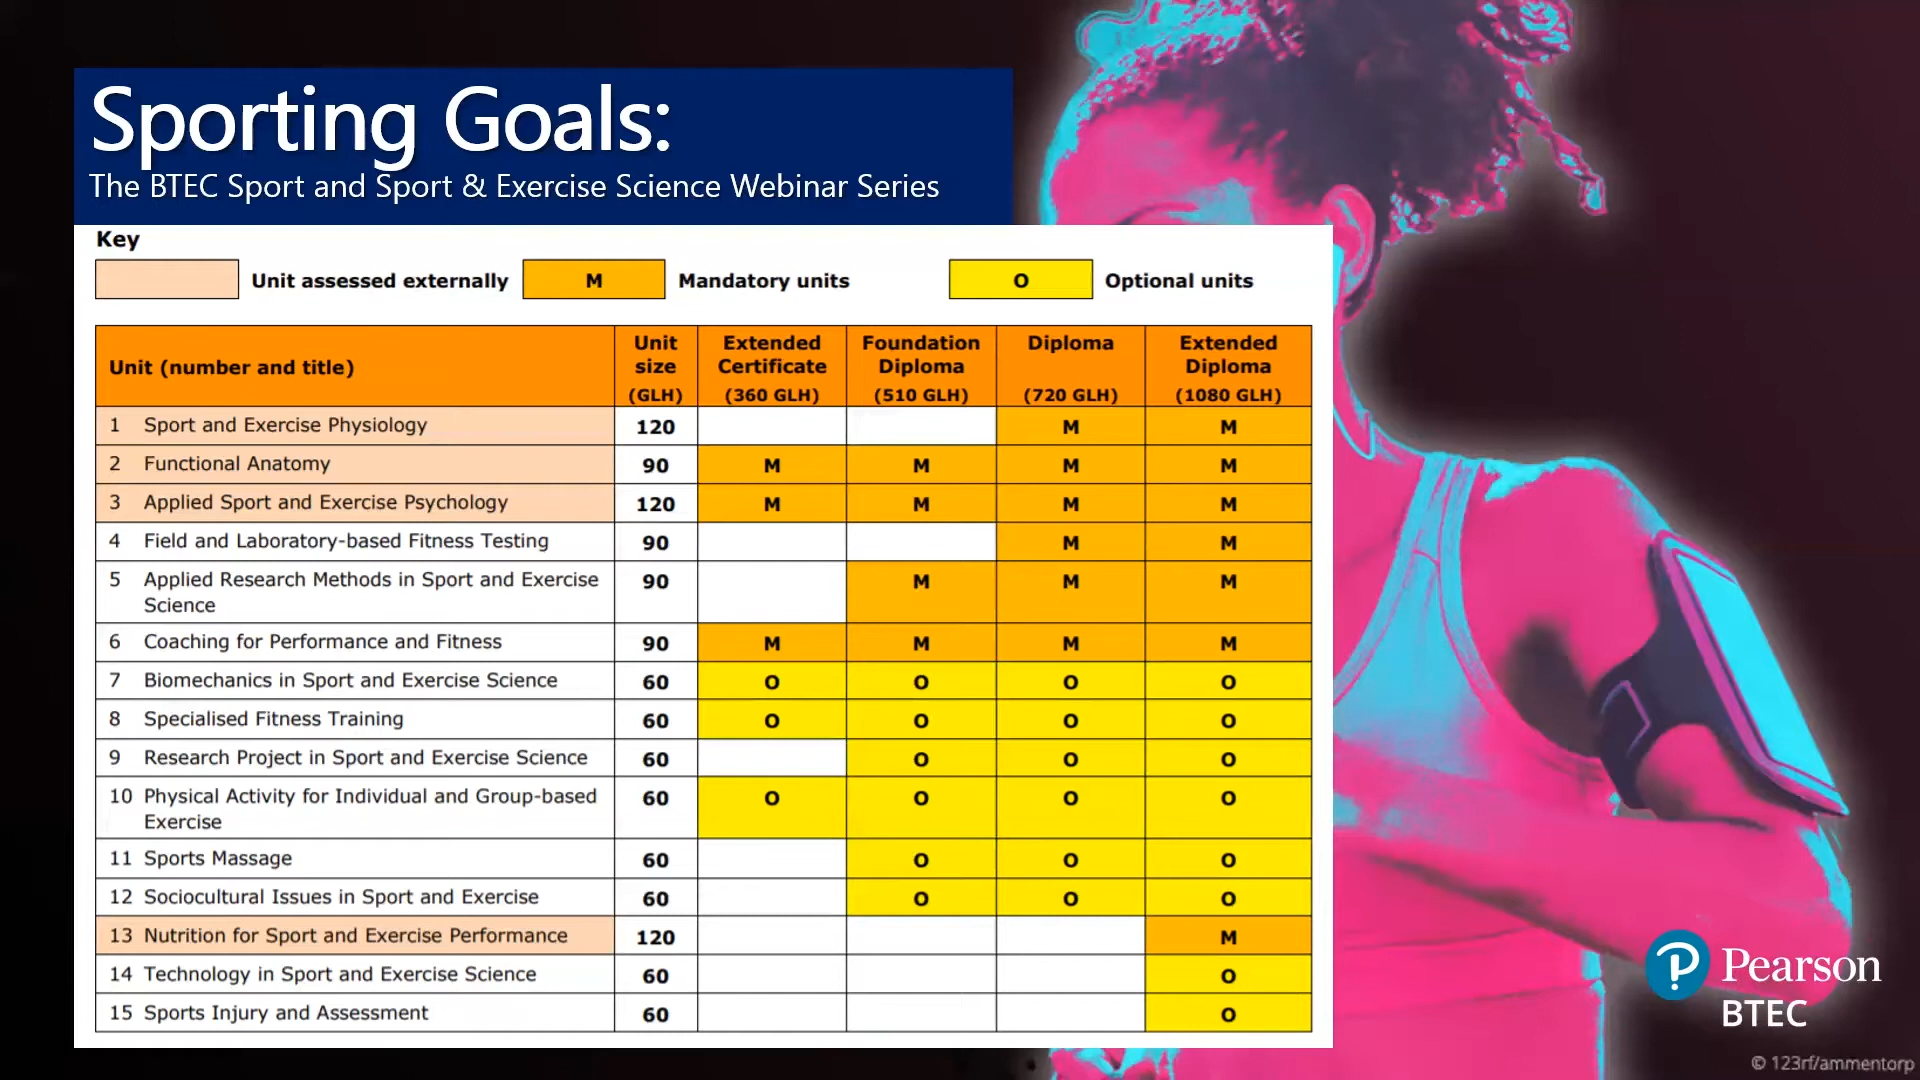 Sporting Goals:
The BTEC Sport and Sport & Exercise Science Webinar Series
Key
Unit assessed externally M Mandatory units O Optional units
Unit (number and title) Unit size (GLH) Extended Certificate (360 GLH) Foundation Diploma (510 GLH) Diploma (720 GLH) Extended Diploma (1080 GLH)
1 Sport and Exercise Physiology 120 M M
2 Functional Anatomy 90 M M M M
3 Applied Sport and Exercise Psychology 120 M M M M
4 Field and Laboratory-based Fitness Testing 90 M M
5 Applied Research Methods in Sport and Exercise 90 M M M
Science
6 Coaching for Performance and Fitness 90 M M M M
7 Biomechanics in Sport and Exercise Science 60 O O O O
8 Specialised Fitness Training 60 O O O O
9 Research Project in Sport and Exercise Science 60 O O O
10 Physical Activity for Individual and Group-based 60 O O O O
Exercise
11 Sports Massage 60 O O O
12 Sociocultural Issues in Sport and Exercise 60 O O O
13 Nutrition for Sport and Exercise Performance 120 M
14 Technology in Sport and Exercise Science 60 O
15 Sports Injury and Assessment 60 O
Pearson
BTEC
© 123rf/ammentorp